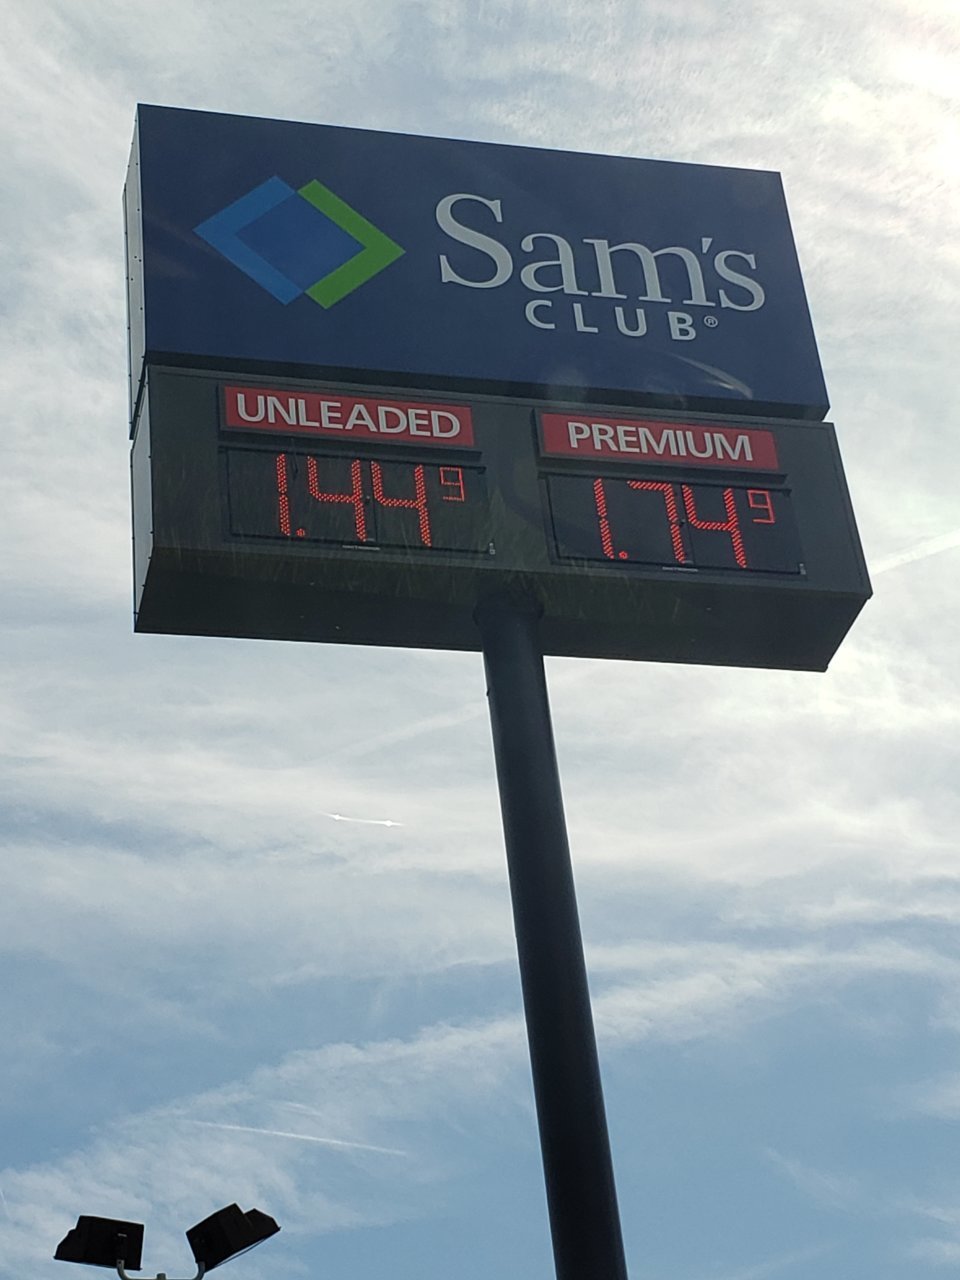 Sam's
CLUB®
UNLEADED
PREMIUM
1.44 9
1.74 9